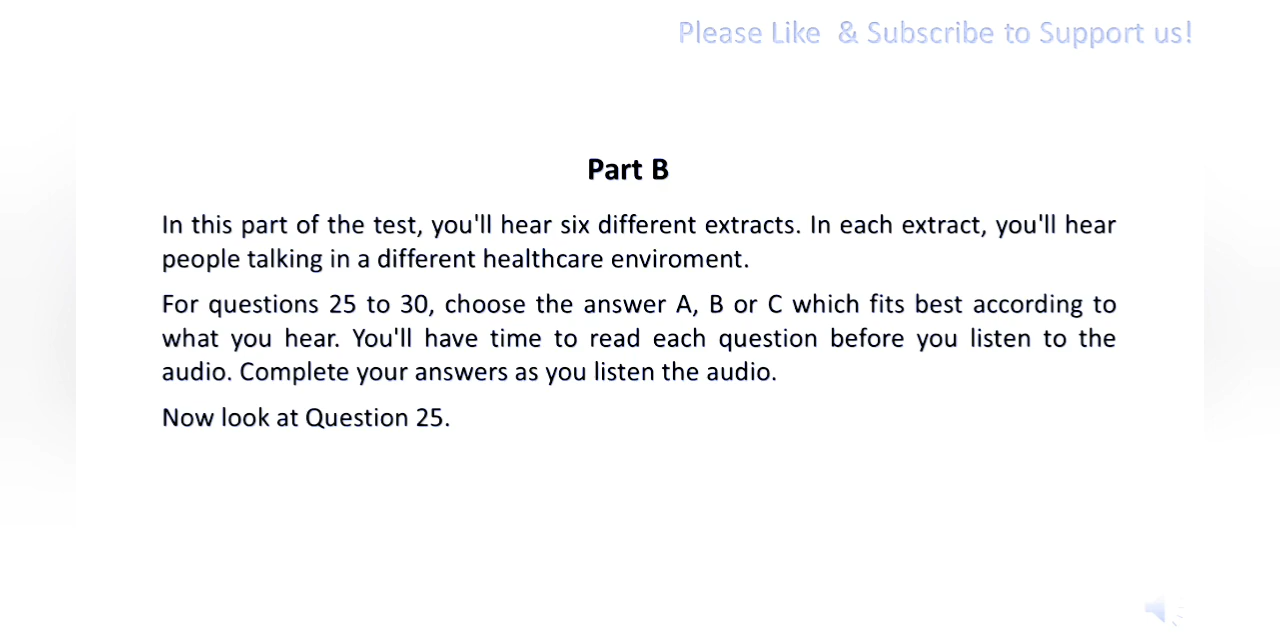 Please Like & Subscribe to Support us!
Part B
In this part of the test, you'll hear six different extracts. In each extract, you'll hear
people talking in a different healthcare enviroment.
For questions 25 to 30, choose the answer A, B or C which fits best according to
what you hear. You'll have time to read each question before you listen to the
audio. Complete your answers as you listen the audio.
Now look at Question 25.